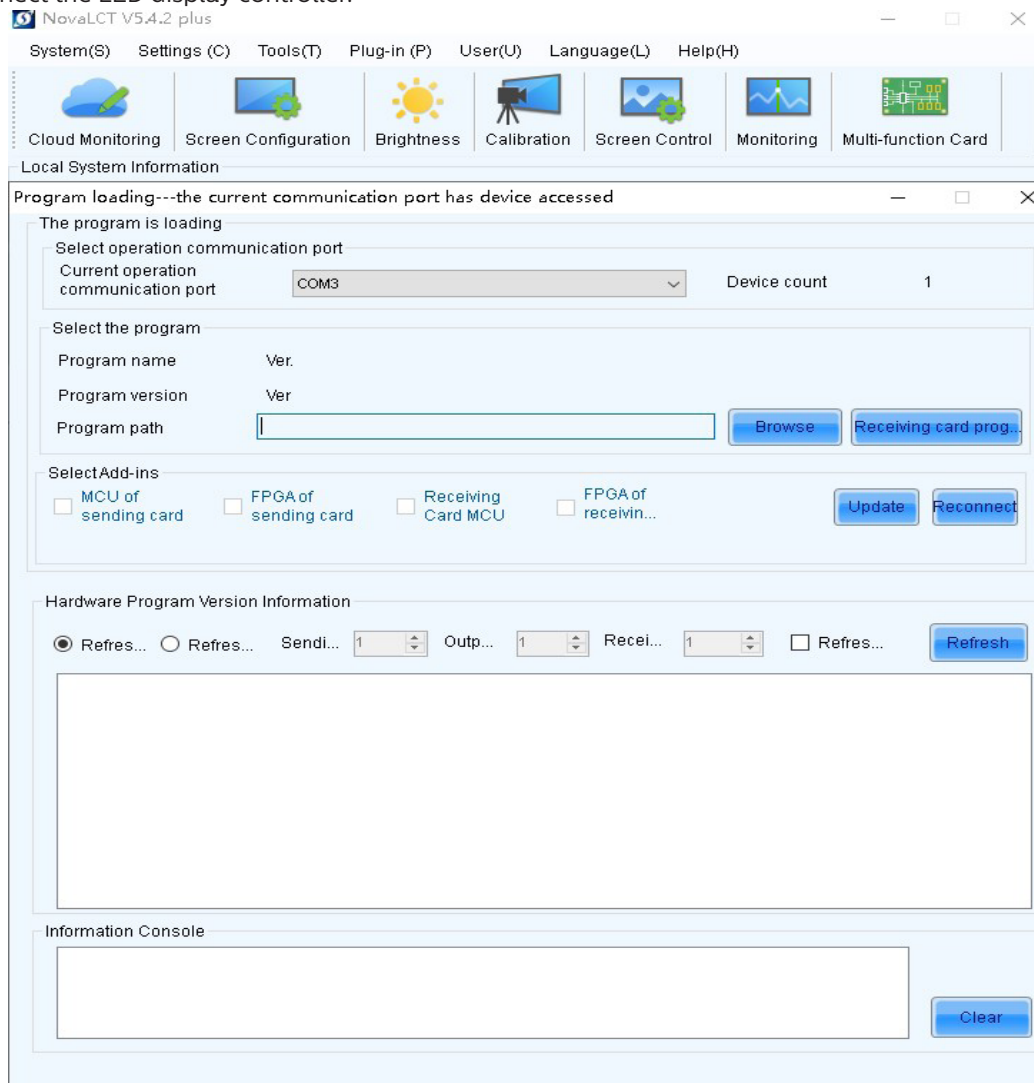 nect the LED display controller.
NovaLCT V5.4.2 plus
System(S) Settings (C) Tools(T) Plug-in (P) User(U) Language(L) Help(H)
Cloud Monitoring Screen Configuration Brightness Calibration Screen Control Monitoring Multi-function Card
Local System Information
Program loading---the current communication port has device accessed
The program is loading
Select operation communication port
Current operation
communication port
COM3 Device count 1
Select the program
Program name Ver.
Program version Ver
Program path Browse Receiving card prog...
Select Add-ins
MCU of
sending card
FPGA of
sending card
Receiving
Card MCU
FPGA of
receivin...
Update Reconnect
Hardware Program Version Information
Refres... Refres... Sendi... 1 Outp... 1 Recei... 1 Refres... Refresh
Information Console
Clear